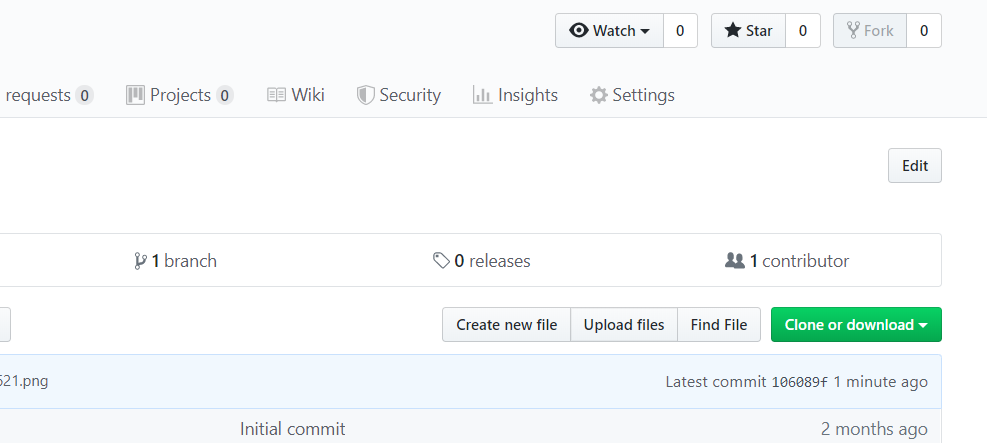 Watch 0 Star 0 Fork 0
requests 0 Projects 0 Wiki Security Insights Settings
Edit
1 branch 0 releases 1 contributor
Create new file Upload files Find File Clone or download
621.png Latest commit 106089f 1 minute ago
Initial commit 2 months ago